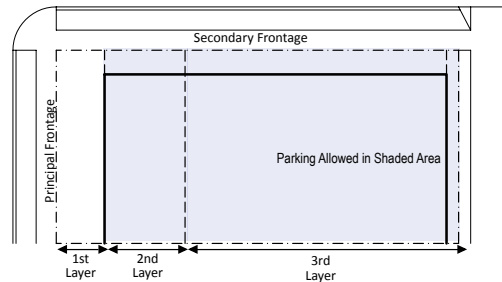 Secondary Frontage
Principal Frontage
Parking Allowed in Shaded Area
1st
Layer
2nd
Layer
3rd
Layer